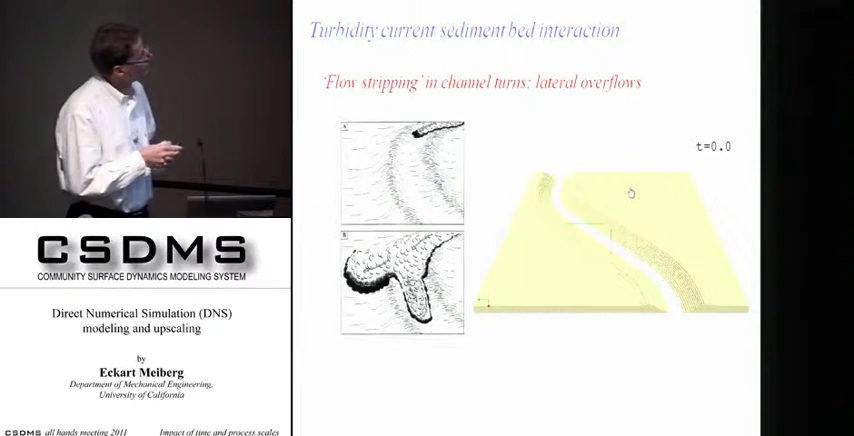 Turbidity current sediment bed interaction
'Flow stripping' in channel turns: lateral overflows
A
B
t=0.0
CSDMS
COMMUNITY SURFACE DYNAMICS MODELING SYSTEM
Direct Numerical Simulation (DNS)
modeling and upscaling
by
Eckart Meiberg
Department of Mechanical Engineering,
University of California
CSDMS all hands meeting 2011 Impact of time and process scales